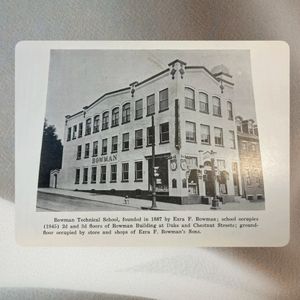 BOWMAN
Bowman Technical School, founded in 1887 by Ezra F. Bowman; school occupies
(1945) 2d and 3d floors of Bowman Building at Duke and Chestnut Streets; ground-
floor occupied by store and shops of Ezra F. Bowman's Sons.